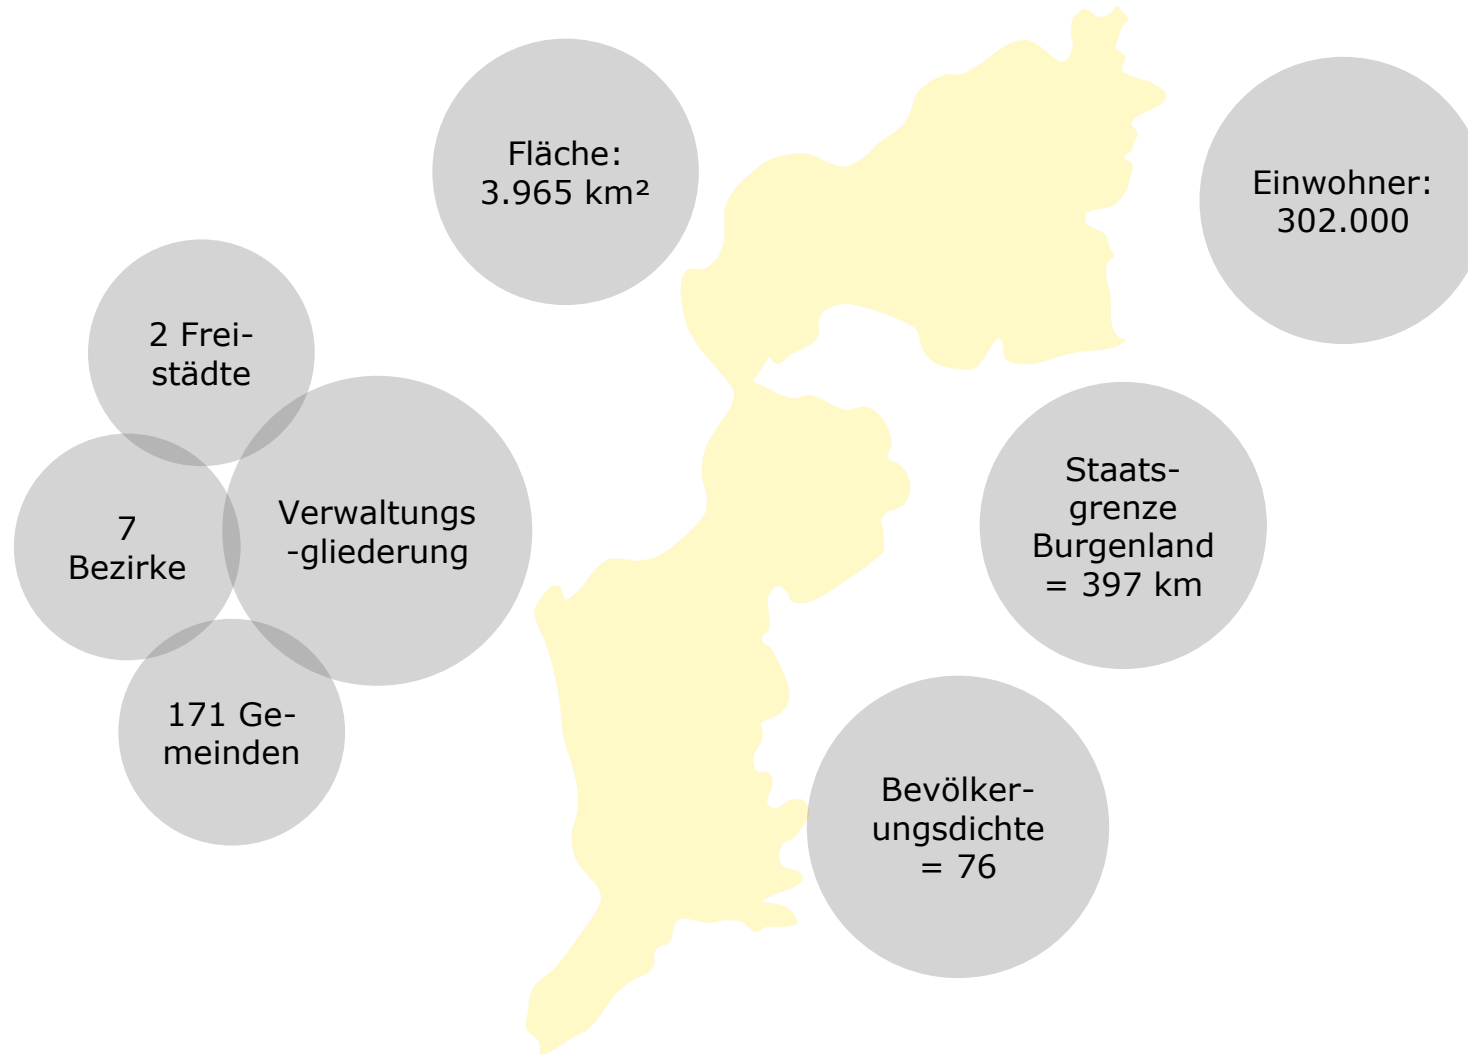 Fläche:
3.965 km²
Einwohner:
302.000
2 Frei-
städte
7
Bezirke
Verwaltungs
-gliederung
171 Ge-
meinden
Staats-
grenze
Burgenland
= 397 km
Bevölker-
ungsdichte
= 76